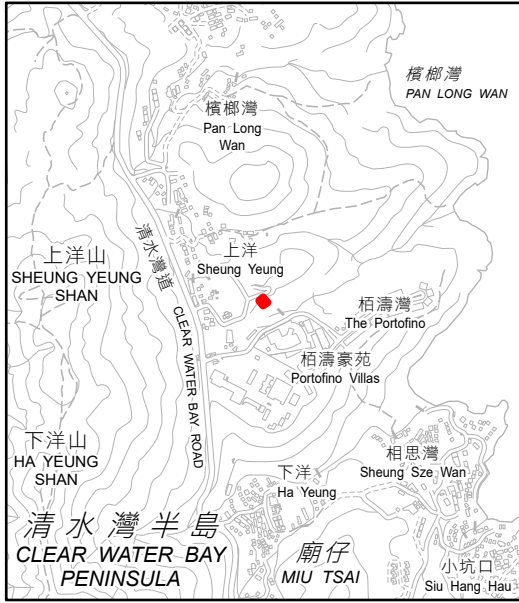 檳榔灣
PAN LONG WAN
檳榔灣
Pan Long
Wan
清水灣道 CLEAR WATER BAY ROAD
上洋山
SHEUNG YEUNG
SHAN
上洋
Sheung Yeung
栢濤灣
The Portofino
栢濤豪苑
Portofino Villas
下洋山
HA YEUNG
SHAN
相思灣
Sheung Sze Wan
下洋
Ha Yeung
清水灣半島
CLEAR WATER BAY
PENINSULA
廟仔
MIU TSAI
小坑口
Siu Hang Hau